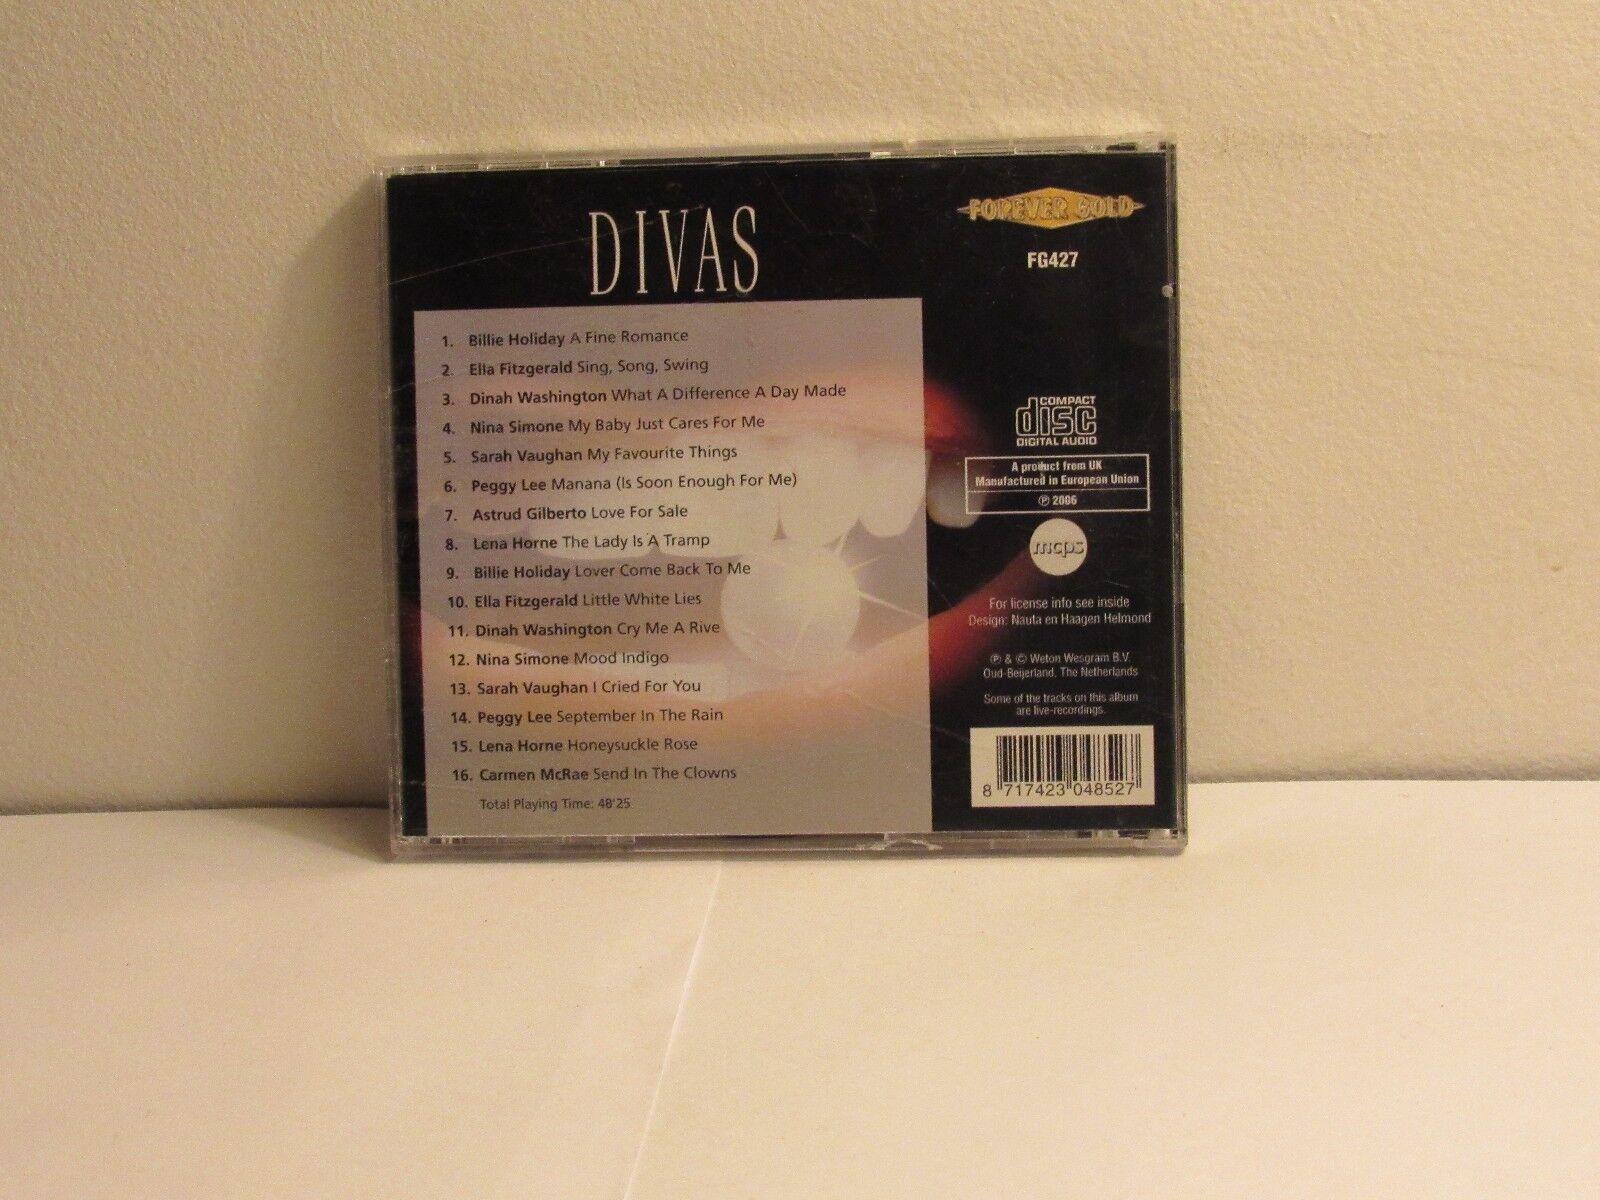 DIVAS
1. Billie Holiday A Fine Romance
2. Ella Fitzgerald Sing, Song, Swing
3. Dinah Washington What A Difference A Day Made
4. Nina Simone My Baby Just Cares For Me
5. Sarah Vaughan My Favourite Things
6. Peggy Lee Manana (Is Soon Enough For Me)
7. Astrud Gilberto Love For Sale
8. Lena Horne The Lady Is A Tramp
9. Billie Holiday Lover Come Back To Me
10. Ella Fitzgerald Little White Lies
11. Dinah Washington Cry Me A Rive
12. Nina Simone Mood Indigo
13. Sarah Vaughan I Cried For You
14. Peggy Lee September In The Rain
15. Lena Horne Honeysuckle Rose
16. Carmen McRae Send In The Clowns
Total Playing Time: 48'25
FOREVER GOLD
FG427
COMPACT
disc
DIGITAL AUDIO
A product from UK
Manufactured in European Union
℗ 2006
mcps
For license info see inside
Design: Nauta en Haagen Helmond
℗ & © Weton Wesgram B.V.
Oud-Beijerland, The Netherlands
Some of the tracks on this album
are live-recordings.
8 717423 048527